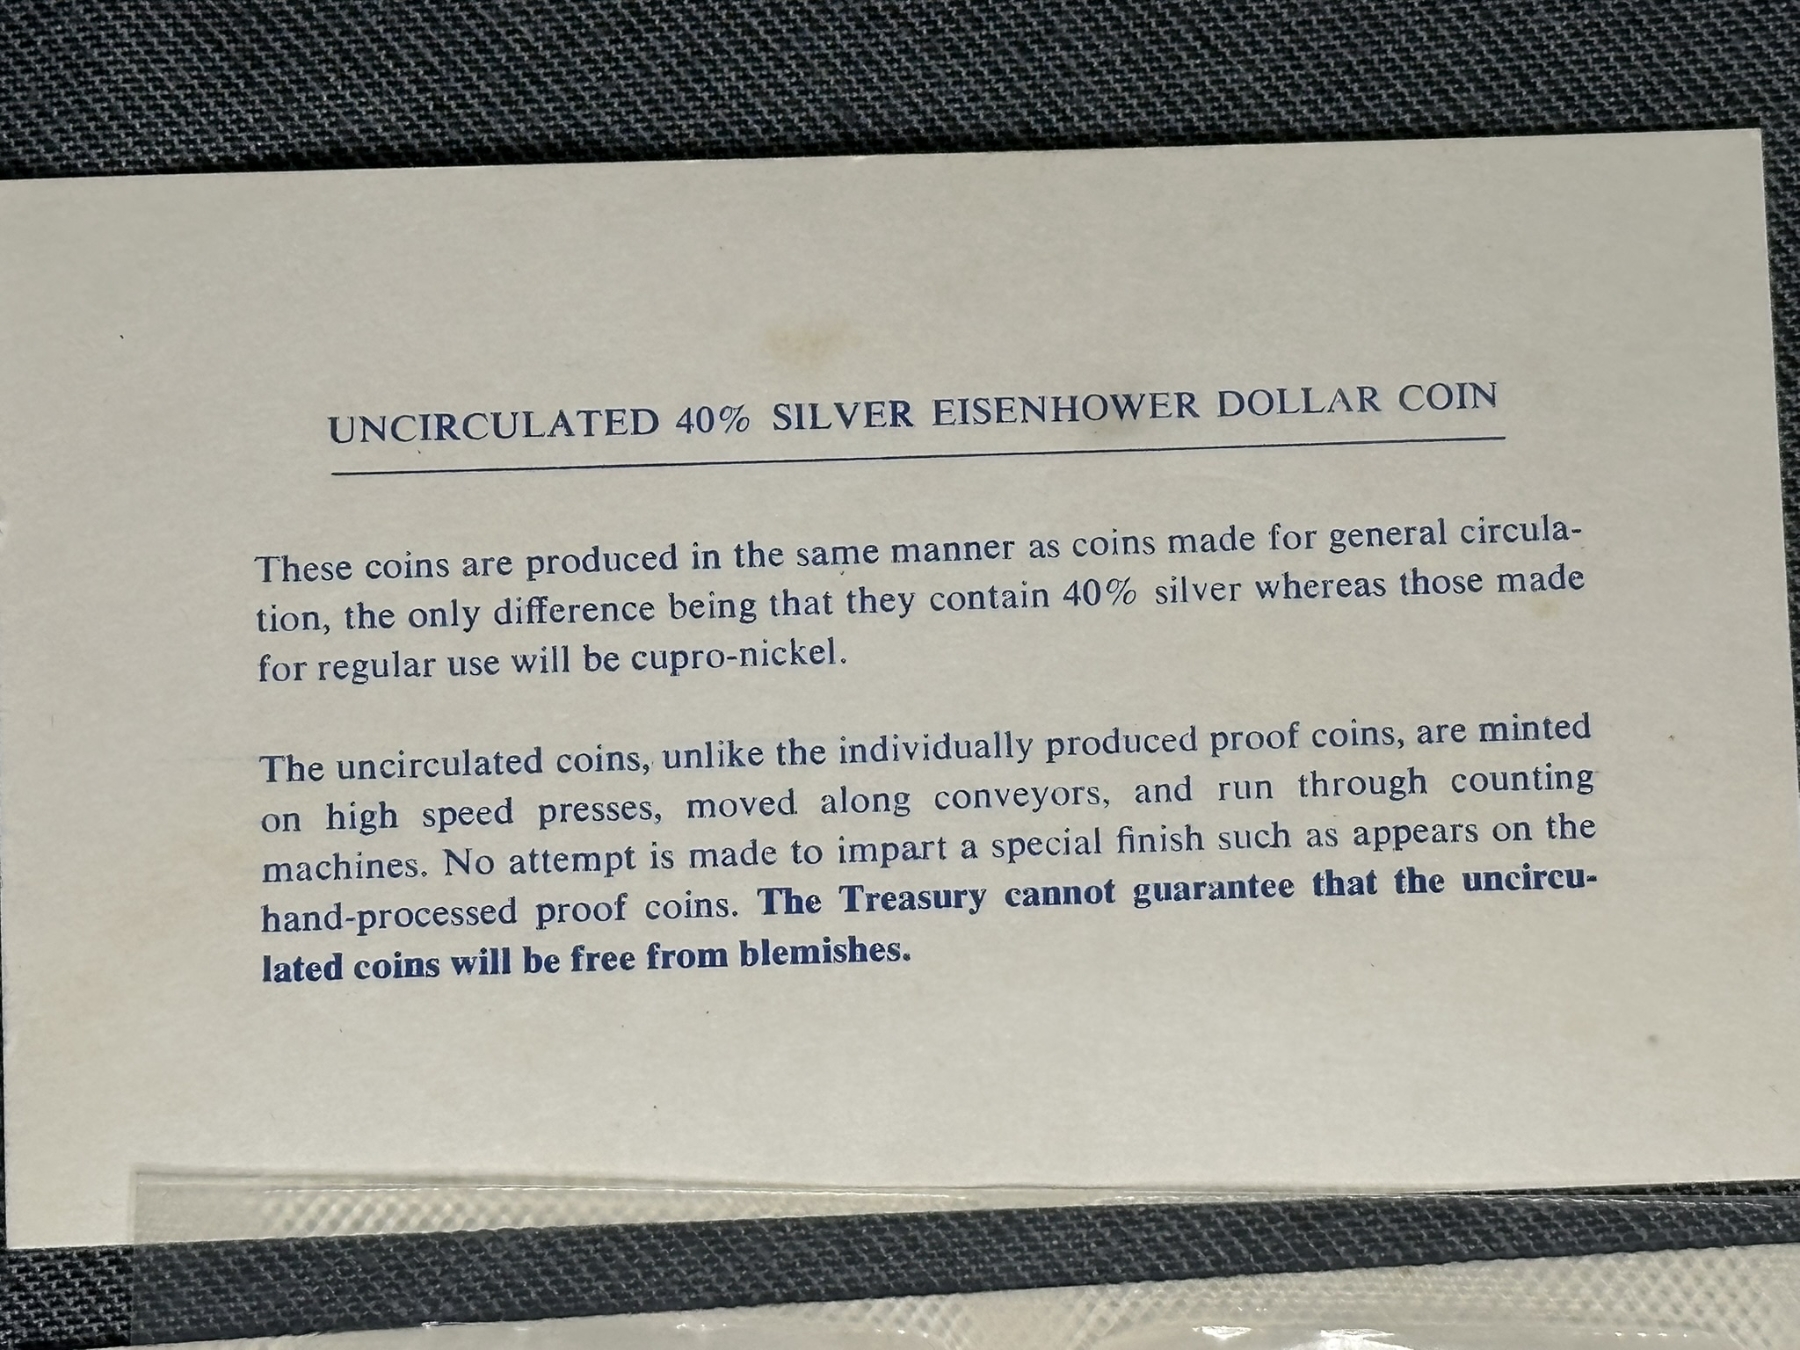 UNCIRCULATED 40% SILVER EISENHOWER DOLLAR COIN
These coins are produced in the same manner as coins made for general circula-
tion, the only difference being that they contain 40% silver whereas those made
for regular use will be cupro-nickel.
The uncirculated coins, unlike the individually produced proof coins, are minted
on high speed presses, moved along conveyors, and run through counting
machines. No attempt is made to impart a special finish such as appears on the
hand-processed proof coins. The Treasury cannot guarantee that the uncircu-
lated coins will be free from blemishes.